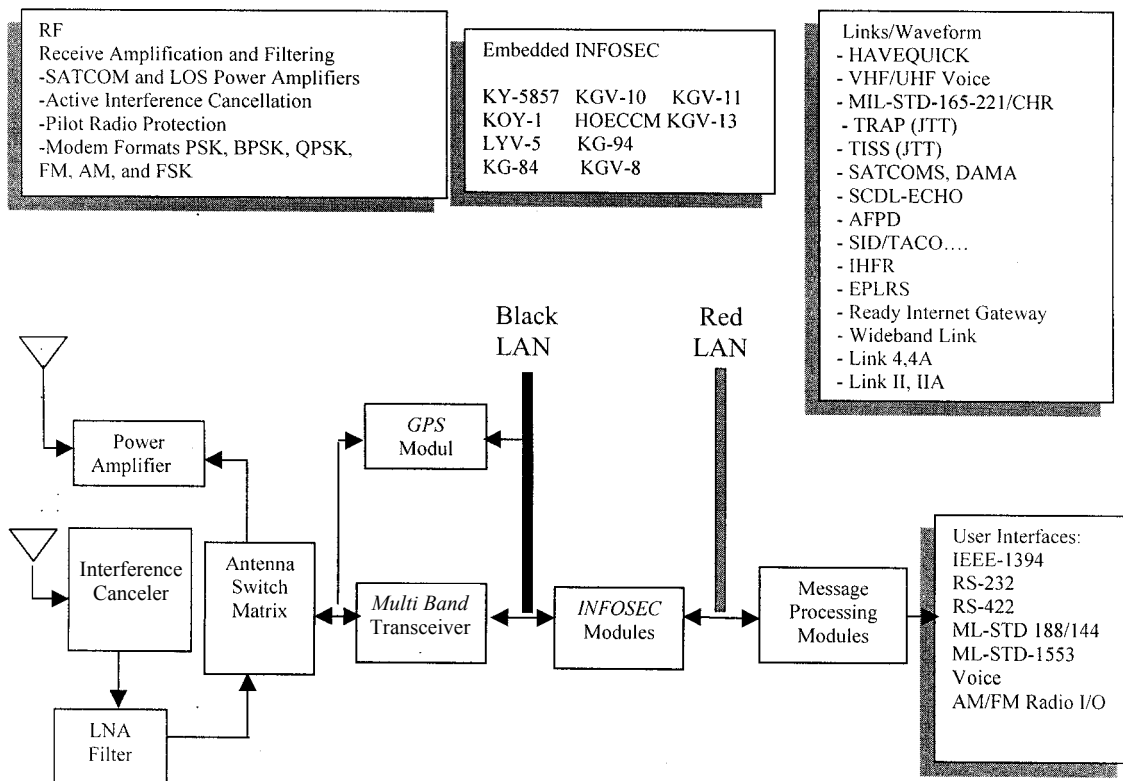 RF
Receive Amplification and Filtering
-SATCOM and LOS Power Amplifiers
-Active Interference Cancellation
-Pilot Radio Protection
-Modem Formats PSK, BPSK, QPSK,
FM, AM, and FSK
Embedded INFOSEC
KY-5857 KGV-10 KGV-11
KOY-1 HOECCM KGV-13
LYV-5 KG-94
KG-84 KGV-8
Links/Waveform
- HAVEQUICK
- VHF/UHF Voice
- MIL-STD-165-221/CHR
- TRAP (JTT)
- TISS (JTT)
- SATCOMS, DAMA
- SCDL-ECHO
- AFPD
- SID/TACO....
- IHFR
- EPLRS
- Ready Internet Gateway
- Wideband Link
- Link 4,4A
- Link II, IIA
Black
LAN
Red
LAN
Power
Amplifier
GPS
Modul
Interference
Canceler
Antenna
Switch
Matrix
Multi Band
Transceiver
INFOSEC
Modules
Message
Processing
Modules
User Interfaces:
IEEE-1394
RS-232
RS-422
ML-STD 188/144
ML-STD-1553
Voice
AM/FM Radio I/O
LNA
Filter